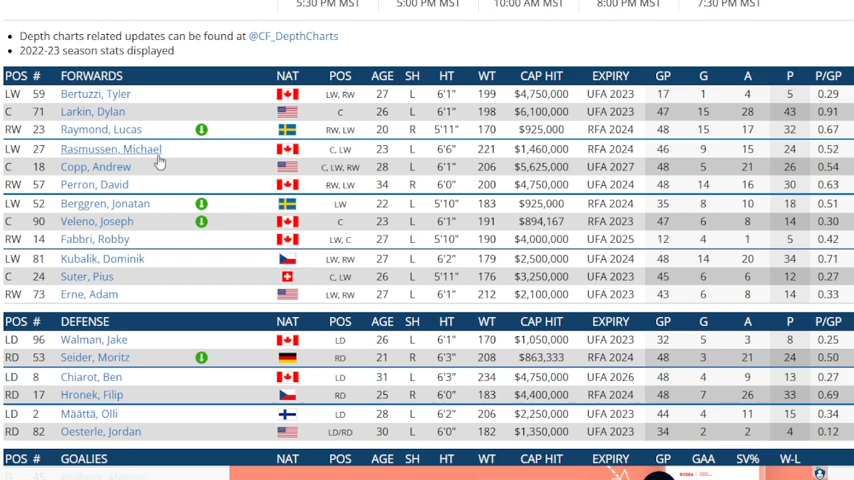 5:30 PM MST 5:00 PM MST 10:00 AM MST 8:00 PM MST 7:30 PM MST
Depth charts related updates can be found at @CF_DepthCharts
2022-23 season stats displayed
POS # FORWARDS NAT POS AGE SH HT WT CAP HIT EXPIRY GP G A P P/GP
LW 59 Bertuzzi, Tyler LW, RW 27 L 6'1" 199 $4,750,000 UFA 2023 17 1 4 5 0.29
C 71 Larkin, Dylan C 26 L 6'1" 198 $6,100,000 UFA 2023 47 15 28 43 0.91
RW 23 Raymond, Lucas RW, LW 20 R 5'11" 170 $925,000 RFA 2024 48 15 17 32 0.67
LW 27 Rasmussen, Michael C, LW 23 L 6'6" 221 $1,460,000 RFA 2024 46 9 15 24 0.52
C 18 Copp, Andrew C, LW, RW 28 L 6'1" 206 $5,625,000 UFA 2027 48 5 21 26 0.54
RW 57 Perron, David RW, LW 34 R 6'0" 200 $4,750,000 UFA 2024 48 14 16 30 0.63
LW 52 Berggren, Jonatan LW 22 L 5'10" 183 $925,000 RFA 2024 35 8 10 18 0.51
C 90 Veleno, Joseph C 23 L 6'1" 191 $894,167 RFA 2023 47 6 8 14 0.30
RW 14 Fabbri, Robby LW, C 27 L 5'10" 190 $4,000,000 UFA 2025 12 4 1 5 0.42
LW 81 Kubalik, Dominik LW, RW 27 L 6'2" 179 $2,500,000 UFA 2024 48 14 20 34 0.71
C 24 Suter, Pius C, LW 26 L 5'11" 176 $3,250,000 UFA 2023 45 6 6 12 0.27
RW 73 Erne, Adam LW, RW 27 L 6'1" 212 $2,100,000 UFA 2023 43 6 8 14 0.33
POS # DEFENSE NAT POS AGE SH HT WT CAP HIT EXPIRY GP G A P P/GP
LD 96 Walman, Jake LD 26 L 6'1" 170 $1,050,000 UFA 2023 32 5 3 8 0.25
RD 53 Seider, Moritz RD 21 R 6'3" 208 $863,333 RFA 2024 48 3 21 24 0.50
LD 8 Chiarot, Ben LD 31 L 6'3" 234 $4,750,000 UFA 2026 48 4 9 13 0.27
RD 17 Hronek, Filip RD 25 R 6'0" 182 $4,400,000 RFA 2024 48 7 26 33 0.69
LD 2 Määttä, Olli LD 28 L 6'2" 206 $2,250,000 UFA 2023 44 4 11 15 0.34
RD 82 Oesterle, Jordan LD/RD 30 L 6'0" 182 $1,350,000 UFA 2023 34 2 2 4 0.12
POS # GOALIES NAT POS AGE SH HT WT CAP HIT EXPIRY GP GAA SV% W-L